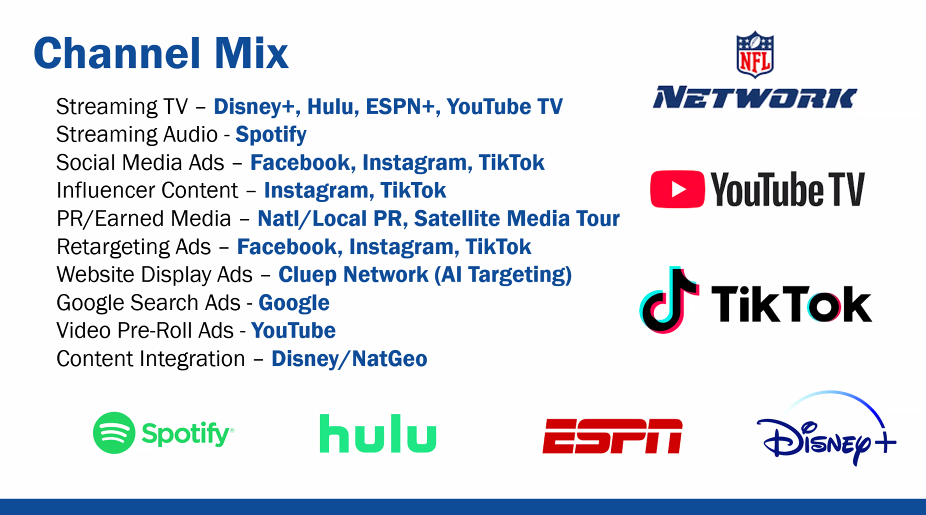 Channel Mix
Streaming TV – Disney+, Hulu, ESPN+, YouTube TV
Streaming Audio - Spotify
Social Media Ads – Facebook, Instagram, TikTok
Influencer Content – Instagram, TikTok
PR/Earned Media – Natl/Local PR, Satellite Media Tour
Retargeting Ads – Facebook, Instagram, TikTok
Website Display Ads – Cluep Network (AI Targeting)
Google Search Ads - Google
Video Pre-Roll Ads - YouTube
Content Integration – Disney/NatGeo
NFL
NETWORK
YouTube TV
TikTok
Spotify
hulu
ESPN
Disney+